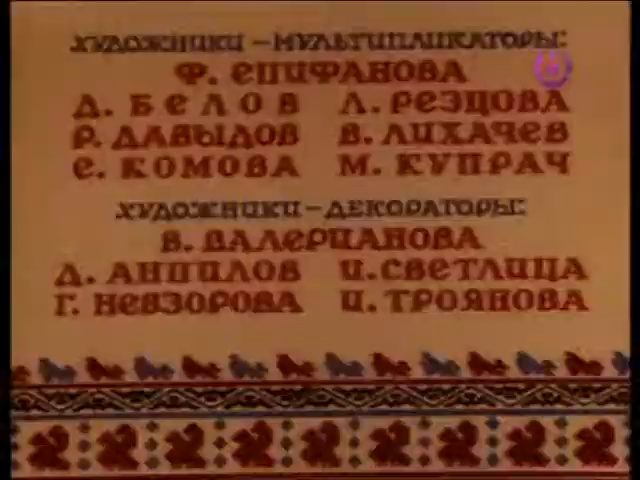 ХУДОЖНИКИ – МУЛЬТИПЛИКАТОРЫ:
Ф. ЕПИФАНОВА
Д. БЕЛОВ Л. РЕЗЦОВА
Р. ДАВЫДОВ В. ЛИХАЧЕВ
Е. КОМОВА М. КУПРАЧ
ХУДОЖНИКИ – ДЕКОРАТОРЫ:
В. ВАЛЕРИАНОВА
Д. АНПИЛОВ И. СВЕТЛИЦА
Г. НЕВЗОРОВА И. ТРОЯНОВА